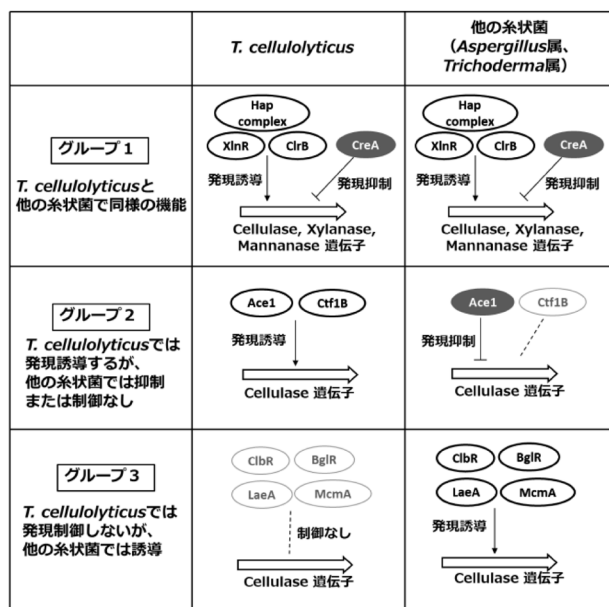 T. cellulolyticus
他の糸状菌
（Aspergillus属、
Trichoderma属）
グループ１
T. cellulolyticusと
他の糸状菌で同様の機能
Hap
complex
XlnR
ClrB
CreA
発現誘導
発現抑制
Cellulase, Xylanase,
Mannanase 遺伝子
Hap
complex
XlnR
ClrB
CreA
発現誘導
発現抑制
Cellulase, Xylanase,
Mannanase 遺伝子
グループ２
T. cellulolyticusでは
発現誘導するが、
他の糸状菌では抑制
または制御なし
Ace1
Ctf1B
発現誘導
Cellulase 遺伝子
Ace1
Ctf1B
発現抑制
Cellulase 遺伝子
グループ３
T. cellulolyticusでは
発現制御しないが、
他の糸状菌では誘導
ClbR
BglR
LaeA
McmA
制御なし
Cellulase 遺伝子
ClbR
BglR
LaeA
McmA
発現誘導
Cellulase 遺伝子